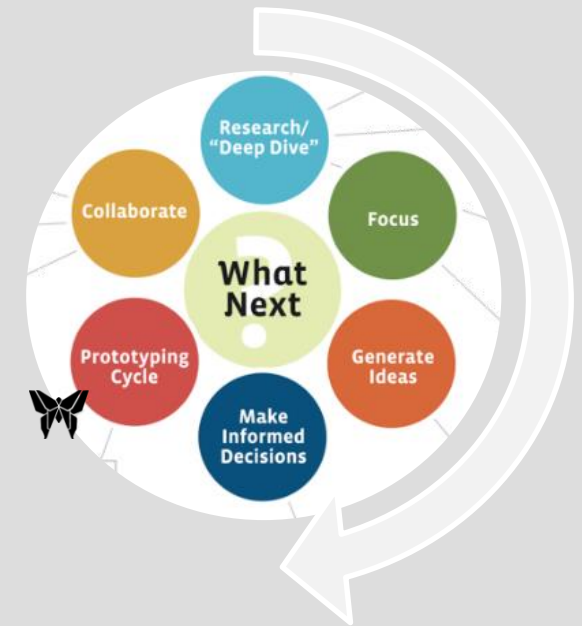 Research/
“Deep Dive”
Focus
Generate
Ideas
Make
Informed
Decisions
Prototyping
Cycle
Collaborate
?
What
Next